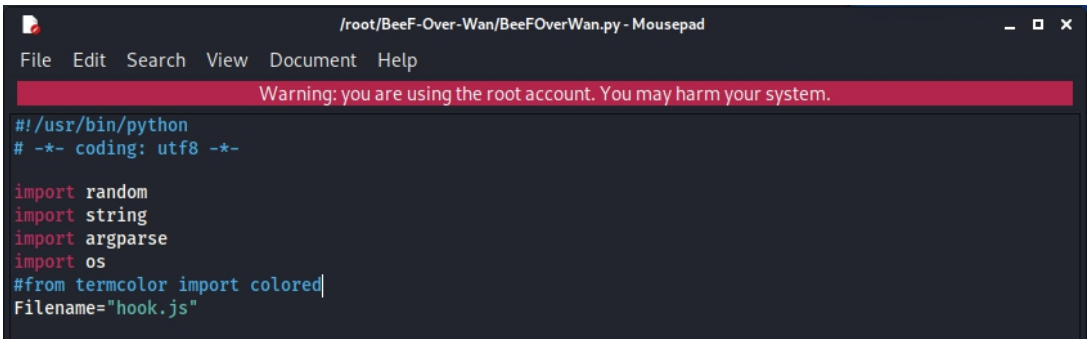 /root/BeeF-Over-Wan/BeeFOverWan.py - Mousepad
File Edit Search View Document Help
Warning: you are using the root account. You may harm your system.
#!/usr/bin/python
# -*- coding: utf8 -*-
import random
import string
import argparse
import os
#from termcolor import colored
Filename="hook.js"